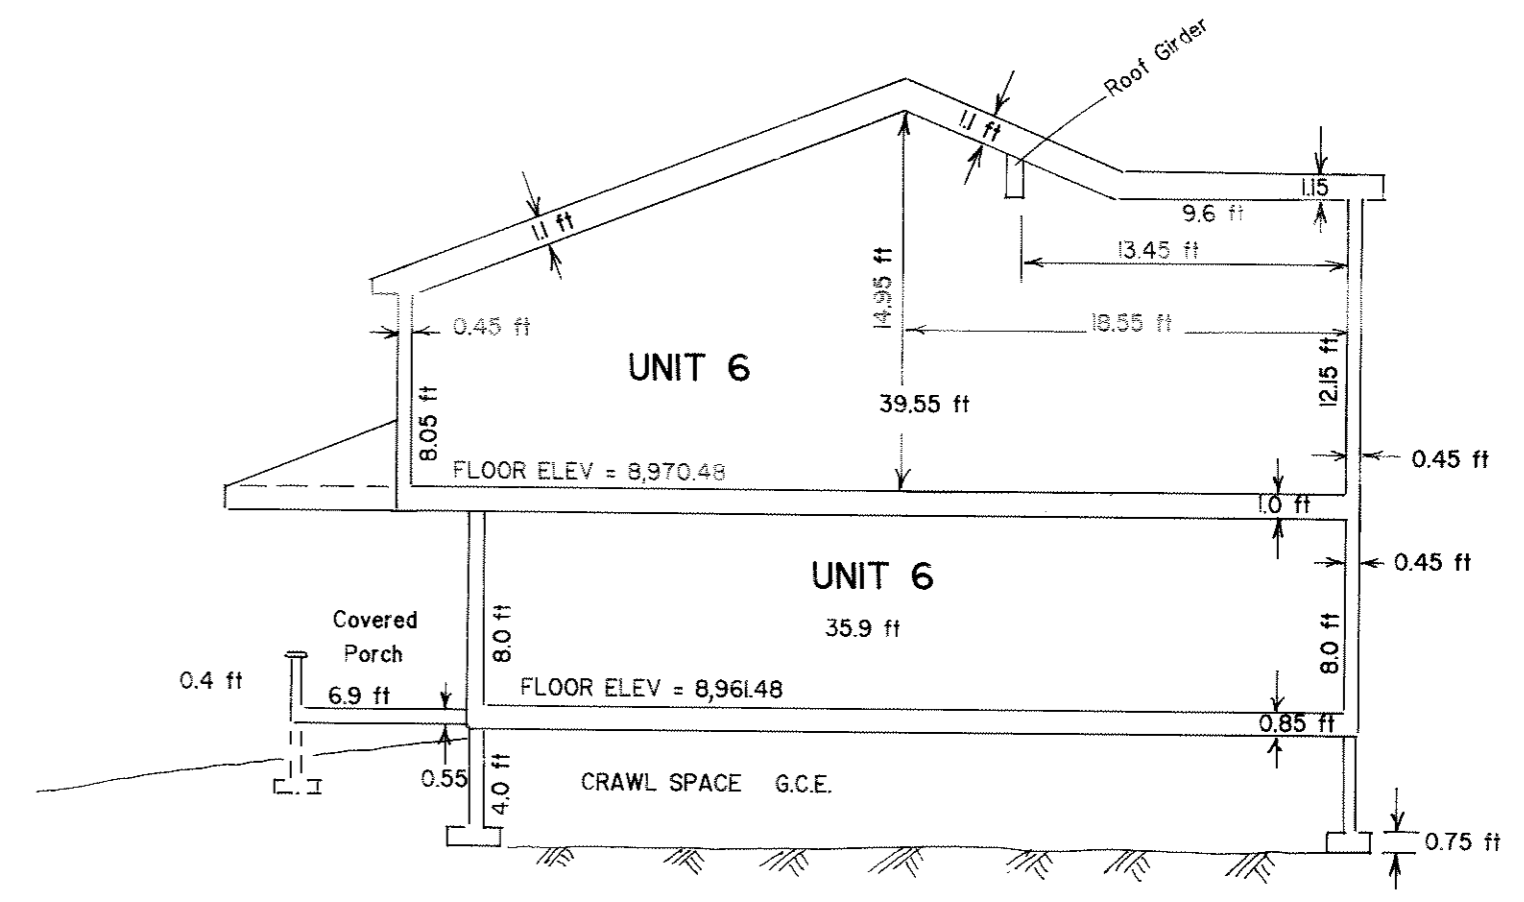 Roof Girder
1.1 ft
1.15
9.6 ft
1.1 ft
13.45 ft
14.95 ft
0.45 ft
18.55 ft
UNIT 6
12.15 ft
39.55 ft
8.05 ft
0.45 ft
FLOOR ELEV = 8,970.48
1.0 ft
0.45 ft
UNIT 6
Covered
Porch
35.9 ft
8.0 ft
8.0 ft
0.4 ft
6.9 ft
FLOOR ELEV = 8,961.48
0.85 ft
0.55
4.0 ft
CRAWL SPACE G.C.E.
0.75 ft